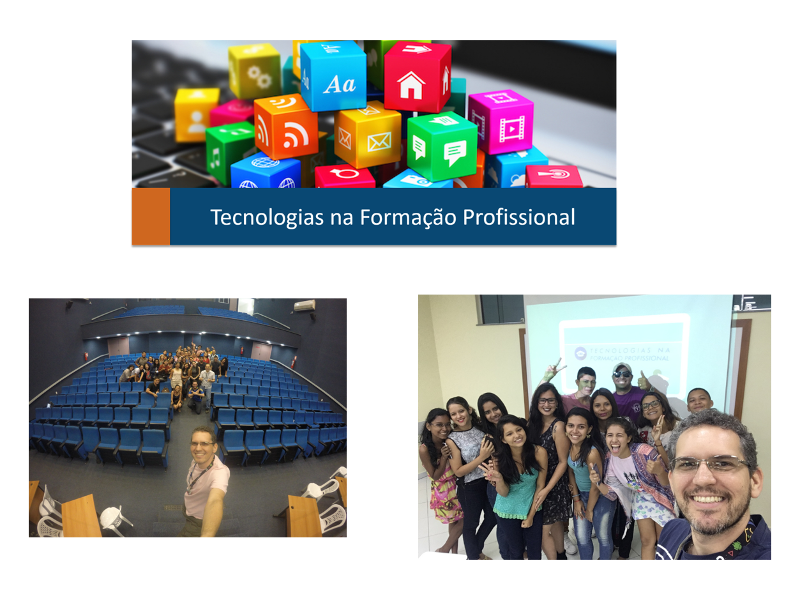 Aa
Tecnologias na Formação Profissional
TECNOLOGIAS NA
FORMAÇÃO PROFISSIONAL